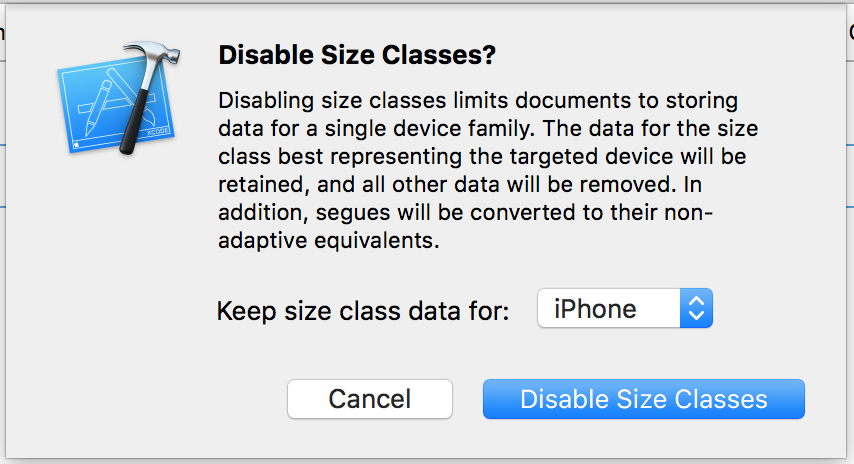 Disable Size Classes?
Disabling size classes limits documents to storing
data for a single device family. The data for the size
class best representing the targeted device will be
retained, and all other data will be removed. In
addition, segues will be converted to their non-
adaptive equivalents.
XCODE
Keep size class data for: iPhone
Cancel Disable Size Classes